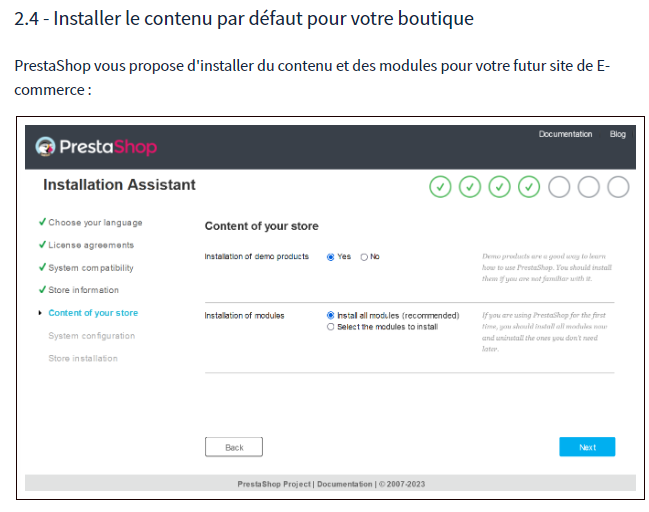 2.4 - Installer le contenu par défaut pour votre boutique
PrestaShop vous propose d'installer du contenu et des modules pour votre futur site de E-
commerce :
Documentation Blog
PrestaShop
Installation Assistant
Choose your language
License agreements
System compatibility
Store information
Content of your store
System configuration
Store installation
Content of your store
Installation of demo products Yes No
Demo products are a good way to learn
how to use PrestaShop. You should install
them if you are not familiar with it.
Installation of modules Install all modules (recommended)
Select the modules to install
If you are using PrestaShop for the first
time, you should install all modules now
and uninstall the ones you don't need
later.
Back Next
PrestaShop Project | Documentation | © 2007-2023